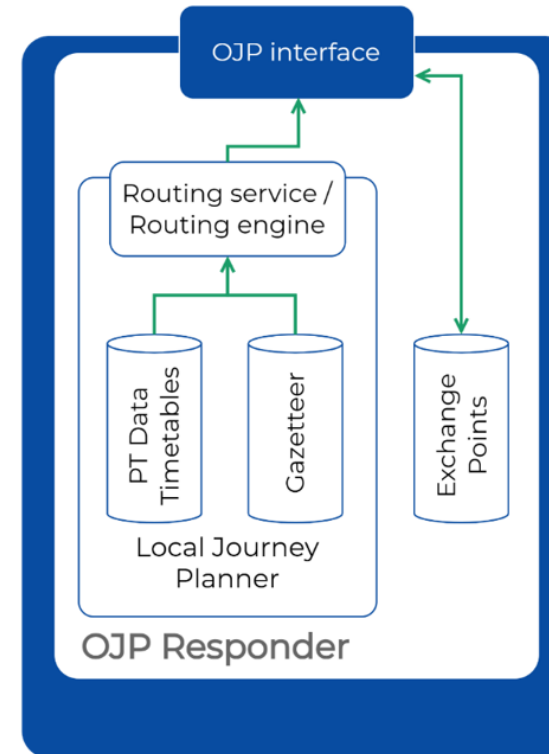 OJP interface
Routing service /
Routing engine
PT Data
Timetables
Gazetteer
Exchange
Points
Local Journey
Planner
OJP Responder